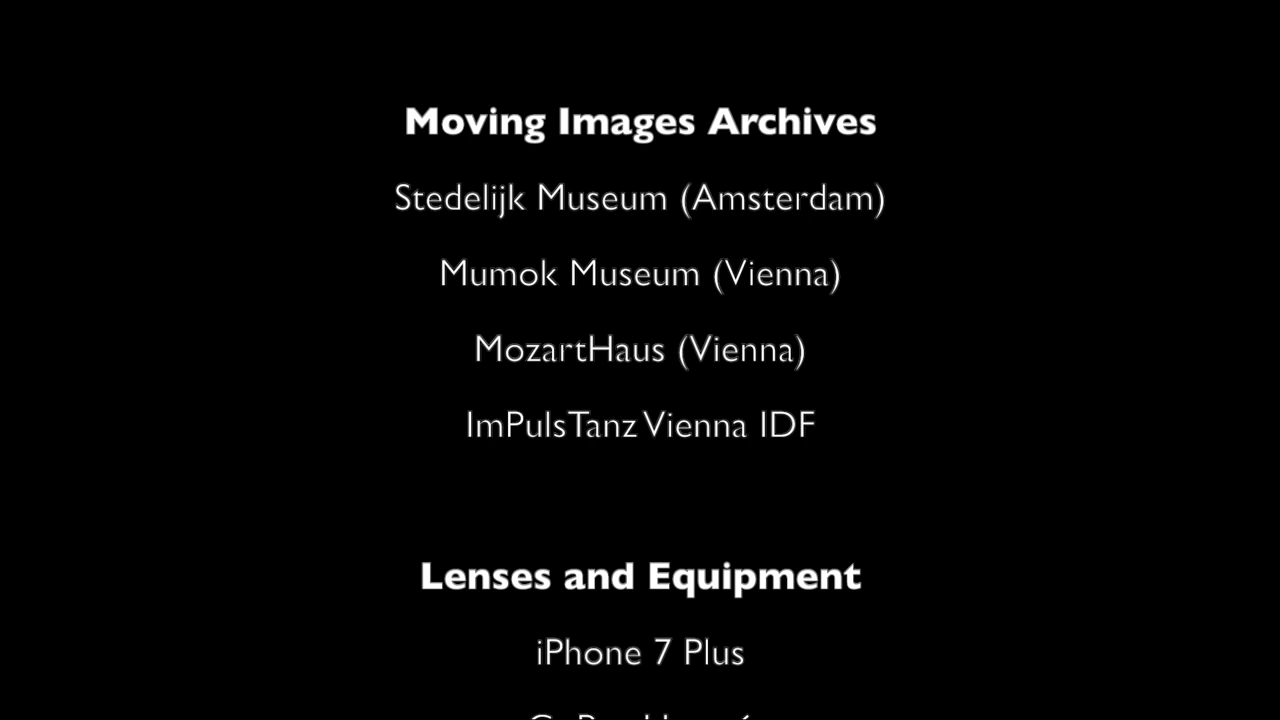 Moving Images Archives
Stedelijk Museum (Amsterdam)
Mumok Museum (Vienna)
MozartHaus (Vienna)
ImPulsTanz Vienna IDF
Lenses and Equipment
iPhone 7 Plus